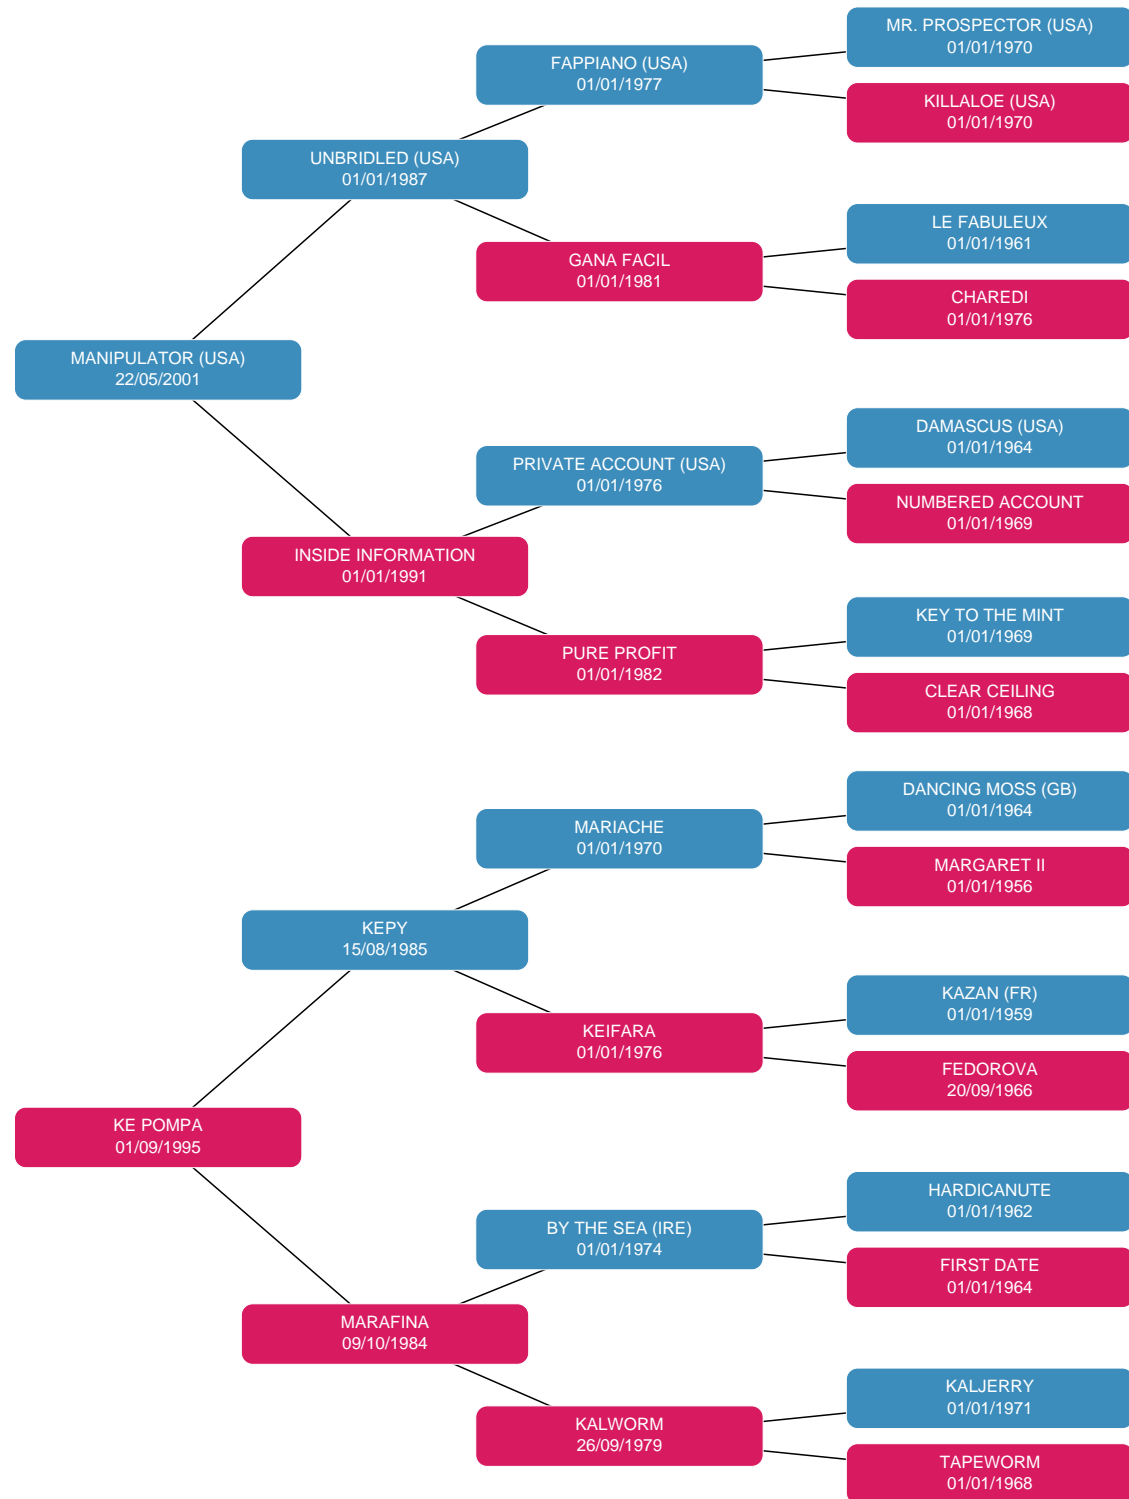 MR. PROSPECTOR (USA)
01/01/1970
FAPPIANO (USA)
01/01/1977
KILLALOE (USA)
01/01/1970
UNBRIDLED (USA)
01/01/1987
LE FABULEUX
01/01/1961
GANA FACIL
01/01/1981
CHAREDI
01/01/1976
MANIPULATOR (USA)
22/05/2001
DAMASCUS (USA)
01/01/1964
PRIVATE ACCOUNT (USA)
01/01/1976
NUMBERED ACCOUNT
01/01/1969
INSIDE INFORMATION
01/01/1991
KEY TO THE MINT
01/01/1969
PURE PROFIT
01/01/1982
CLEAR CEILING
01/01/1968
DANCING MOSS (GB)
01/01/1964
MARIACHE
01/01/1970
MARGARET II
01/01/1956
KEPY
15/08/1985
KAZAN (FR)
01/01/1959
KEIFARA
01/01/1976
FEDOROVA
20/09/1966
KE POMPA
01/09/1995
HARDICANUTE
01/01/1962
BY THE SEA (IRE)
01/01/1974
FIRST DATE
01/01/1964
MARAFINA
09/10/1984
KALJERRY
01/01/1971
KALWORM
26/09/1979
TAPEWORM
01/01/1968